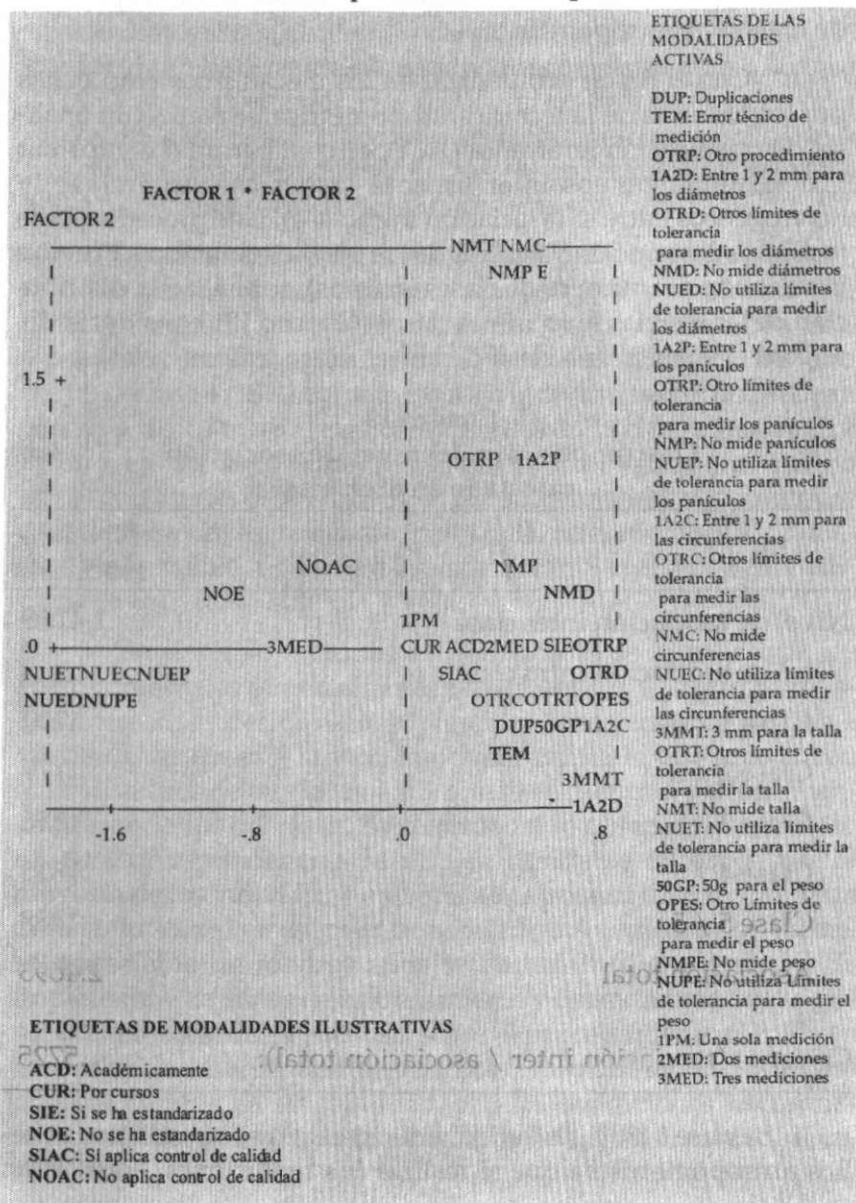 FACTOR 1 * FACTOR 2
FACTOR 2
NMT NMC
NMP E
1.5 +
OTRP 1A2P
NOAC NMP
NOE NMD
1PM
.0 + 3MED CUR ACD2MED SIEOTRP
NUETNUECNUEP SIAC OTRD
NUEDNUPE OTRCOTRTOPES
DUP50GP1A2C
TEM
3MMT
1A2D
-1.6 -.8 .0 .8
ETIQUETAS DE LAS
MODALIDADES
ACTIVAS
DUP: Duplicaciones
TEM: Error técnico de
medición
OTRP: Otro procedimiento
1A2D: Entre 1 y 2 mm para
los diámetros
OTRD: Otros límites de
tolerancia
para medir los diámetros
NMD: No mide diámetros
NUED: No utiliza límites
de tolerancia para medir
los diámetros
1A2P: Entre 1 y 2 mm para
los panículos
OTRP: Otro límites de
tolerancia
para medir los panículos
NMP: No mide panículos
NUEP: No utiliza límites
de tolerancia para medir
los panículos
1A2C: Entre 1 y 2 mm para
las circunferencias
OTRC: Otros límites de
tolerancia
para medir las
circunferencias
NMC: No mide
circunferencias
NUEC: No utiliza límites
de tolerancia para medir
las circunferencias
3MMT: 3 mm para la talla
OTRT: Otros límites de
tolerancia
para medir la talla
NMT: No mide talla
NUET: No utiliza límites
de tolerancia para medir la
talla
50GP: 50g para el peso
OPES: Otro Límites de
tolerancia
para medir el peso
NMPE: No mide peso
NUPE: No utiliza Límites
de tolerancia para medir el
peso
1PM: Una sola medición
2MED: Dos mediciones
3MED: Tres mediciones
ETIQUETAS DE MODALIDADES ILUSTRATIVAS
ACD: Académicamente
CUR: Por cursos
SIE: Si se ha estandarizado
NOE: No se ha estandarizado
SIAC: Sí aplica control de calidad
NOAC: No aplica control de calidad